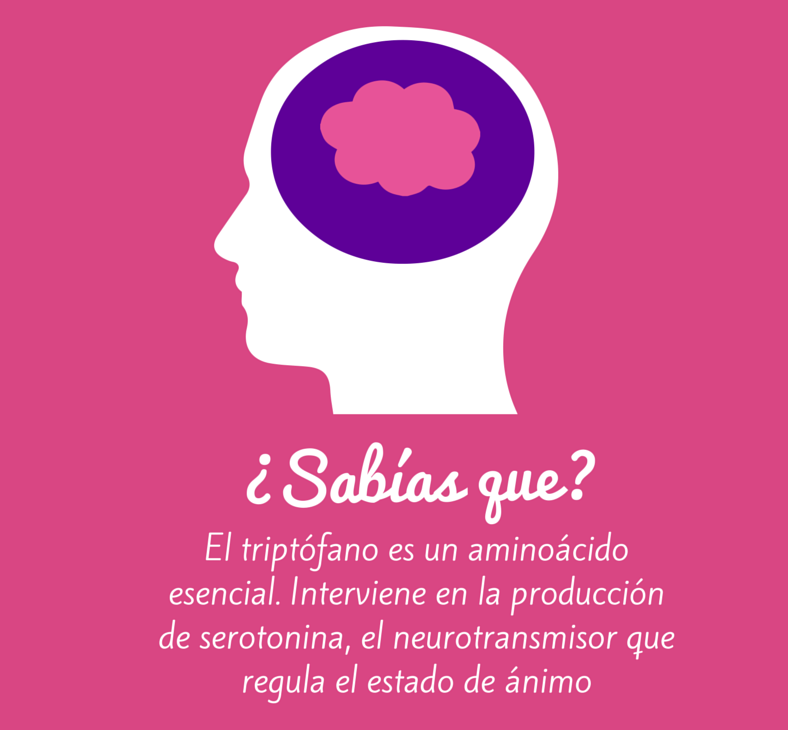 ¿Sabías que?
El triptófano es un aminoácido
esencial. Interviene en la producción
de serotonina, el neurotransmisor que
regula el estado de ánimo